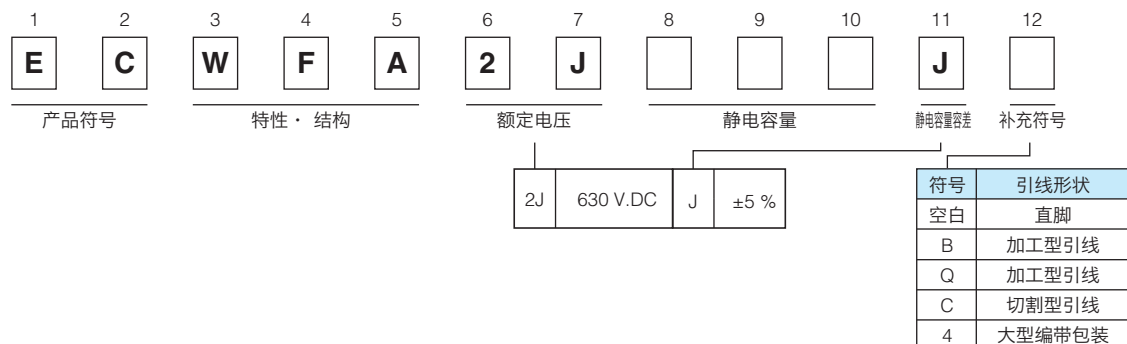 1 2 3 4 5 6 7 8 9 10 11 12
E C W F A 2 J J
产品符号 特性・ 结构 额定电压 静电容量 静电容量容差 补充符号
2J 630 V.DC J ±5 %
符号 引线形状
空白 直脚
B 加工型引线
Q 加工型引线
C 切割型引线
4 大型编带包装